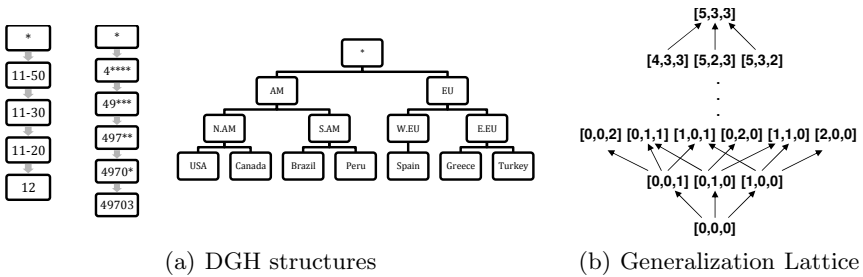 *
11-50
11-30
11-20
12
*
4****
49***
497**
4970*
49703
*
AM EU
N.AM S.AM W.EU E.EU
USA Canada Brazil Peru Spain Greece Turkey
(a) DGH structures
[5,3,3]
[4,3,3] [5,2,3] [5,3,2]
.
.
.
[0,0,2] [0,1,1] [1,0,1] [0,2,0] [1,1,0] [2,0,0]
[0,0,1] [0,1,0] [1,0,0]
[0,0,0]
(b) Generalization Lattice